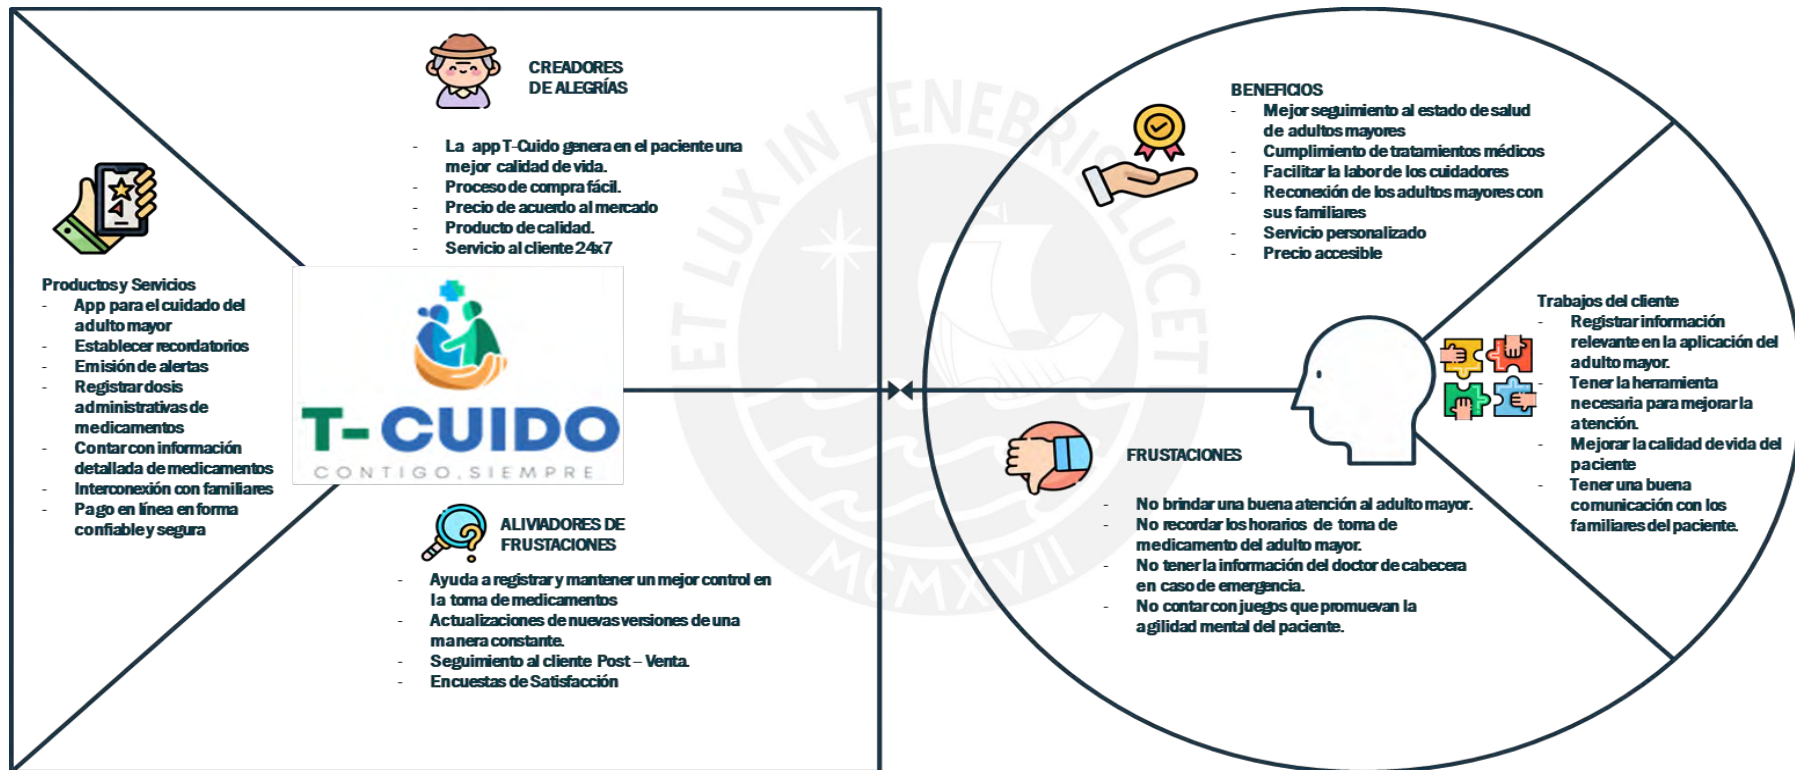 CREADORES
DE ALEGRÍAS
- La app T-Cuido genera en el paciente una
mejor calidad de vida.
- Proceso de compra fácil.
- Precio de acuerdo al mercado
- Producto de calidad.
- Servicio al cliente 24x7
Productos y Servicios
- App para el cuidado del
adulto mayor
- Establecer recordatorios
- Emisión de alertas
- Registrar dosis
administrativas de
medicamentos
- Contar con información
detallada de medicamentos
- Interconexión con familiares
- Pago en línea en forma
confiable y segura
T-CUIDO
CONTIGO, SIEMPRE
ALIVIADORES DE
FRUSTACIONES
- Ayuda a registrar y mantener un mejor control en
la toma de medicamentos
- Actualizaciones de nuevas versiones de una
manera constante.
- Seguimiento al cliente Post – Venta.
- Encuestas de Satisfacción
ET LUX IN TENEBRIS LUCET
MCMXVII
BENEFICIOS
- Mejor seguimiento al estado de salud
de adultos mayores
- Cumplimiento de tratamientos médicos
- Facilitar la labor de los cuidadores
- Reconexión de los adultos mayores con
sus familiares
- Servicio personalizado
- Precio accesible
Trabajos del cliente
- Registrar información
relevante en la aplicación del
adulto mayor.
- Tener la herramienta
necesaria para mejorar la
atención.
- Mejorar la calidad de vida del
paciente
- Tener una buena
comunicación con los
familiares del paciente.
FRUSTACIONES
- No brindar una buena atención al adulto mayor.
- No recordar los horarios de toma de
medicamento del adulto mayor.
- No tener la información del doctor de cabecera
en caso de emergencia.
- No contar con juegos que promuevan la
agilidad mental del paciente.